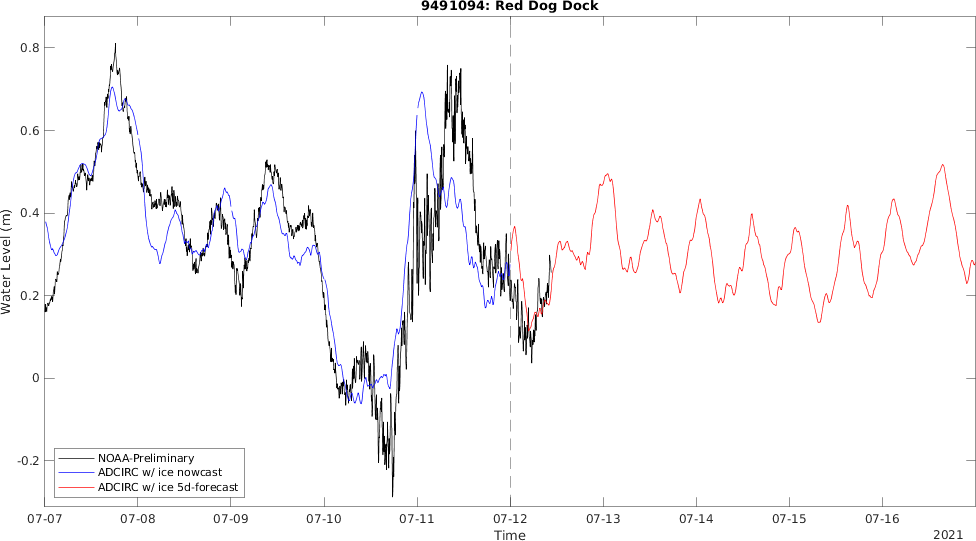 9491094: Red Dog Dock
Water Level (m)
0.8
0.6
0.4
0.2
0
-0.2
NOAA-Preliminary
ADCIRC w/ ice nowcast
ADCIRC w/ ice 5d-forecast
07-07 07-08 07-09 07-10 07-11 07-12 07-13 07-14 07-15 07-16
Time
2021